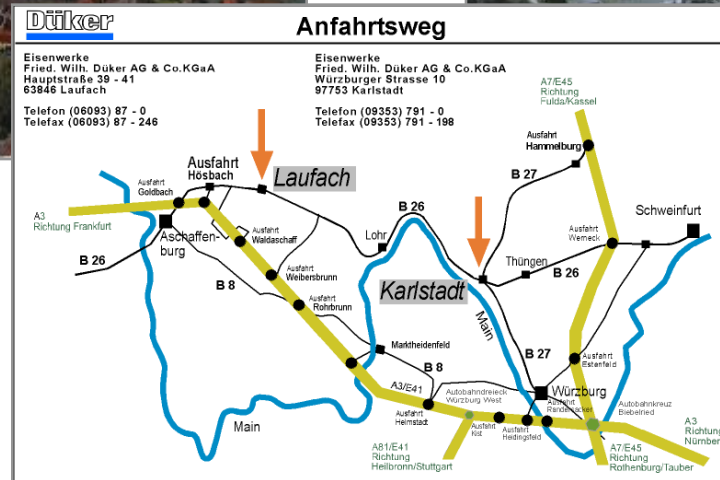 Düker
Anfahrtsweg
Eisenwerke
Fried. Wilh. Düker AG & Co.KGaA
Hauptstraße 39 - 41
63846 Laufach
Telefon (06093) 87 - 0
Telefax (06093) 87 - 246
Eisenwerke
Fried. Wilh. Düker AG & Co.KGaA
Würzburger Strasse 10
97753 Karlstadt
Telefon (09353) 791 - 0
Telefax (09353) 791 - 198
A7/E45
Richtung
Fulda/Kassel
Ausfahrt
Hammelburg
B 27
Ausfahrt
Hösbach
Laufach
Ausfahrt
Goldbach
A3
Richtung Frankfurt
Aschaffen-
burg
B 26
Ausfahrt
Waldaschaff
Lohr
B 26
Schweinfurt
Ausfahrt
Werneck
Thüngen
B 26
Ausfahrt
Weibersbrunn
B 8
Karlstadt
Ausfahrt
Rohrbrunn
Main
Marktheidenfeld
B 8
B 27
Ausfahrt
Estenfeld
A3/E41
Autobahndreieck
Würzburg West
Würzburg
Ausfahrt
Randersacker
Autobahnkreuz
Biebelried
Ausfahrt
Helmstadt
Main
Ausfahrt
Kist
Ausfahrt
Heidingsfeld
A3
Richtung
Nürnber
A81/E41
Richtung
Heilbronn/Stuttgart
A7/E45
Richtung
Rothenburg/Tauber